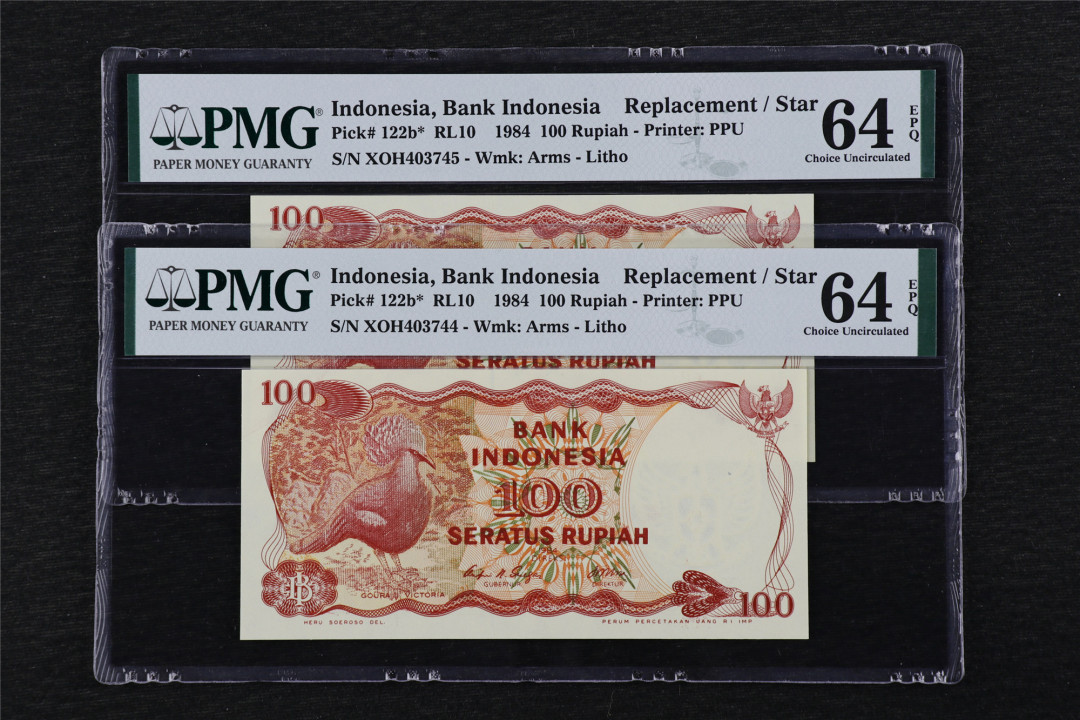 PMG®
PAPER MONEY GUARANTY
Indonesia, Bank Indonesia Replacement / Star
Pick# 122b* RL10 1984 100 Rupiah - Printer: PPU
S/N XOH403745 - Wmk: Arms - Litho
64
EPQ
Choice Uncirculated
100
PMG®
PAPER MONEY GUARANTY
Indonesia, Bank Indonesia Replacement / Star
Pick# 122b* RL10 1984 100 Rupiah - Printer: PPU
S/N XOH403744 - Wmk: Arms - Litho
64
EPQ
Choice Uncirculated
SERATUS RUPIAH
100
BANK
INDONESIA
100
SERATUS RUPIAH
GUBERNUR
DIREKTUR
GOURA VICTORIA
100
HERU SOEROSO DEL.
PERUM PERCETAKAN UANG RI IMP.